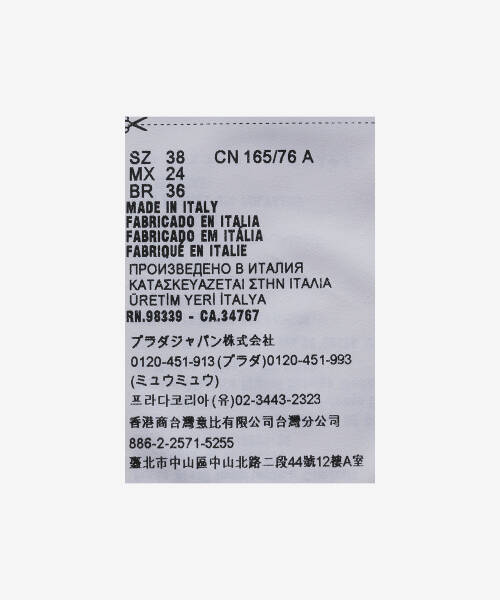 SZ 38 CN 165/76 A
MX 24
BR 36
MADE IN ITALY
FABRICADO EN ITALIA
FABRICADO EM ITÁLIA
FABRIQUÉ EN ITALIE
ПРОИЗВЕДЕНО В ИТАЛИЯ
ΚΑΤΑΣΚΕΥΑΖΕΤΑΙ ΣΤΗΝ ΙΤΑΛΙΑ
ÜRETİM YERİ İTALYA
RN.98339 - CA.34767
プラダジャパン株式会社
0120-451-913(プラダ)0120-451-993
(ミュウミュウ)
프라다코리아(유)02-3443-2323
香港商台灣意比有限公司台灣分公司
886-2-2571-5255
臺北市中山區中山北路二段44號12樓A室